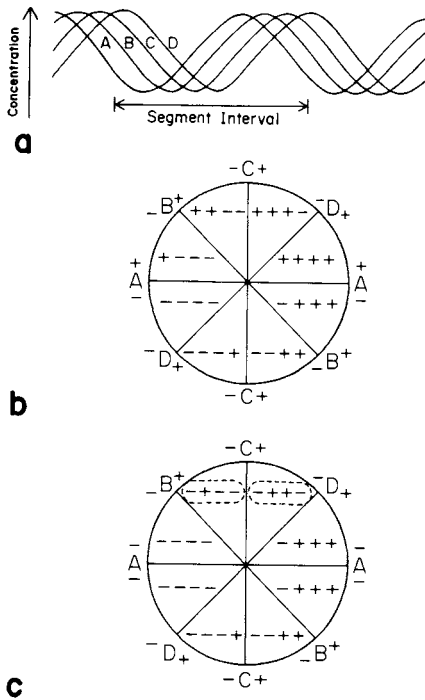 Concentration
A B C D
Segment Interval
a
-C+
-B+ ++-- +++- -D+
+ +--- ++++ +
A A
- ---- -+++ -
-D+ ---+ --++ -B+
-C+
b
-C+
-B+ -+-- -++- -D+
- ---- -+++ -
A A
- ---- -+++ -
-D+ ---+ --++ -B+
-C+
c